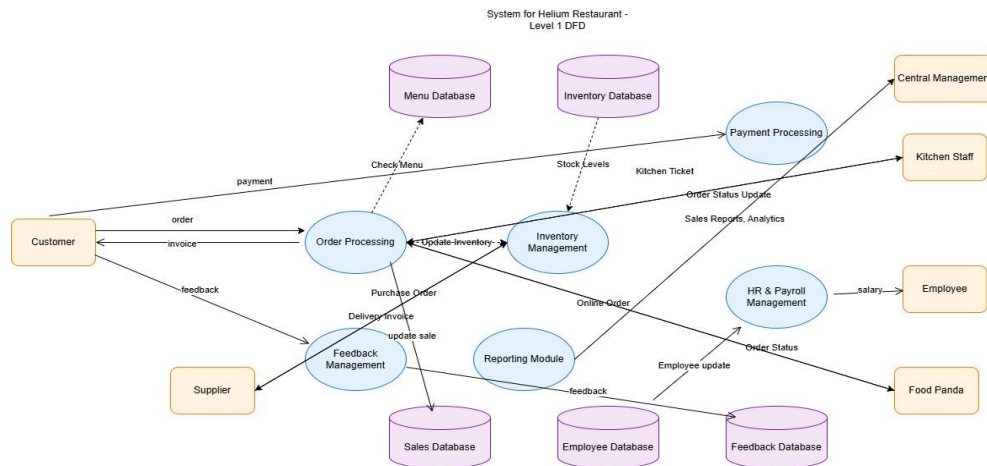 System for Helium Restaurant -
Level 1 DFD
Menu Database
Inventory Database
Central Managemen
Payment Processing
Kitchen Staff
Check Menu
Stock Levels
Kitchen Ticket
payment
Order Status Update
order
Sales Reports, Analytics
Customer
invoice
Order Processing
Update Inventory
Inventory
Management
feedback
Purchase Order
Delivery Invoice
Online Order
HR & Payroll
Management
salary
Employee
update sale
Feedback
Management
Reporting Module
Order Status
Employee update
Supplier
feedback
Food Panda
Sales Database
Employee Database
Feedback Database